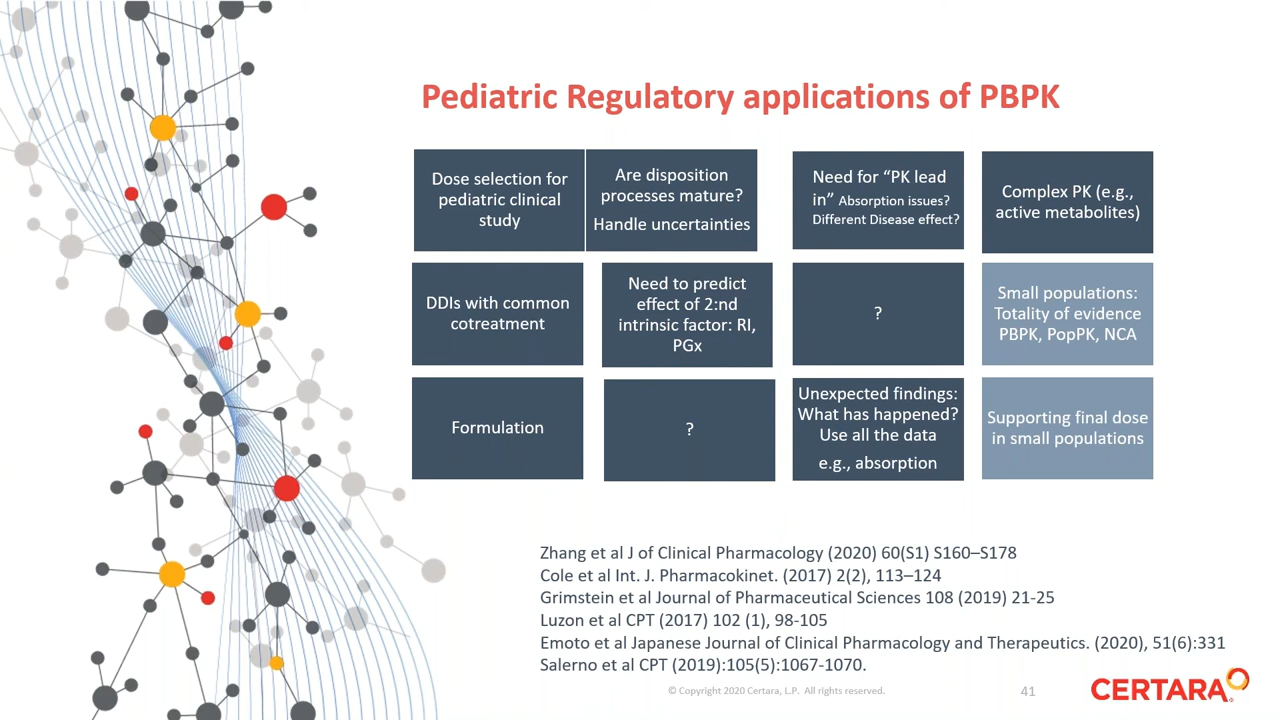 Pediatric Regulatory applications of PBPK
Dose selection for
pediatric clinical
study
Are disposition
processes mature?
Handle uncertainties
Need for “PK lead
in” Absorption issues?
Different Disease effect?
Complex PK (e.g.,
active metabolites)
DDIs with common
cotreatment
Need to predict
effect of 2:nd
intrinsic factor: RI,
PGx
?
Small populations:
Totality of evidence
PBPK, PopPK, NCA
Formulation
?
Unexpected findings:
What has happened?
Use all the data
e.g., absorption
Supporting final dose
in small populations
Zhang et al J of Clinical Pharmacology (2020) 60(S1) S160–S178
Cole et al Int. J. Pharmacokinet. (2017) 2(2), 113–124
Grimstein et al Journal of Pharmaceutical Sciences 108 (2019) 21-25
Luzon et al CPT (2017) 102 (1), 98-105
Emoto et al Japanese Journal of Clinical Pharmacology and Therapeutics. (2020), 51(6):331
Salerno et al CPT (2019):105(5):1067-1070.
© Copyright 2020 Certara, L.P. All rights reserved.
41
CERTARA